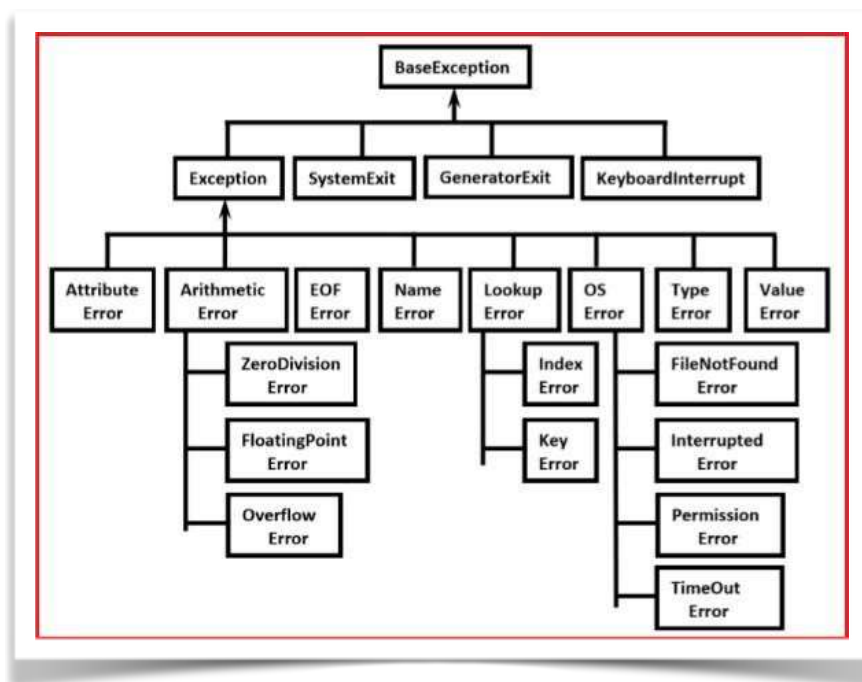 BaseException
Exception
SystemExit
GeneratorExit
KeyboardInterrupt
Attribute
Error
Arithmetic
Error
EOF
Error
Name
Error
Lookup
Error
OS
Error
Type
Error
Value
Error
ZeroDivision
Error
FloatingPoint
Error
Overflow
Error
Index
Error
Key
Error
FileNotFound
Error
Interrupted
Error
Permission
Error
TimeOut
Error